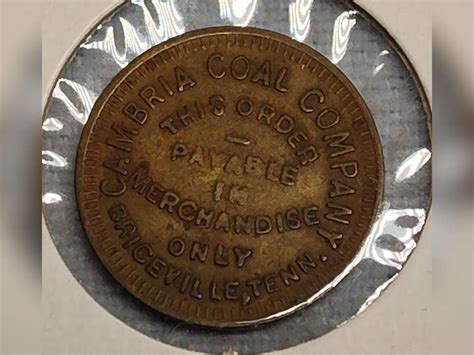 CAMBRIA COAL COMPANY.
THIS ORDER
—
PAYABLE
IN
MERCHANDISE
ONLY
BRICEVILLE, TENN.